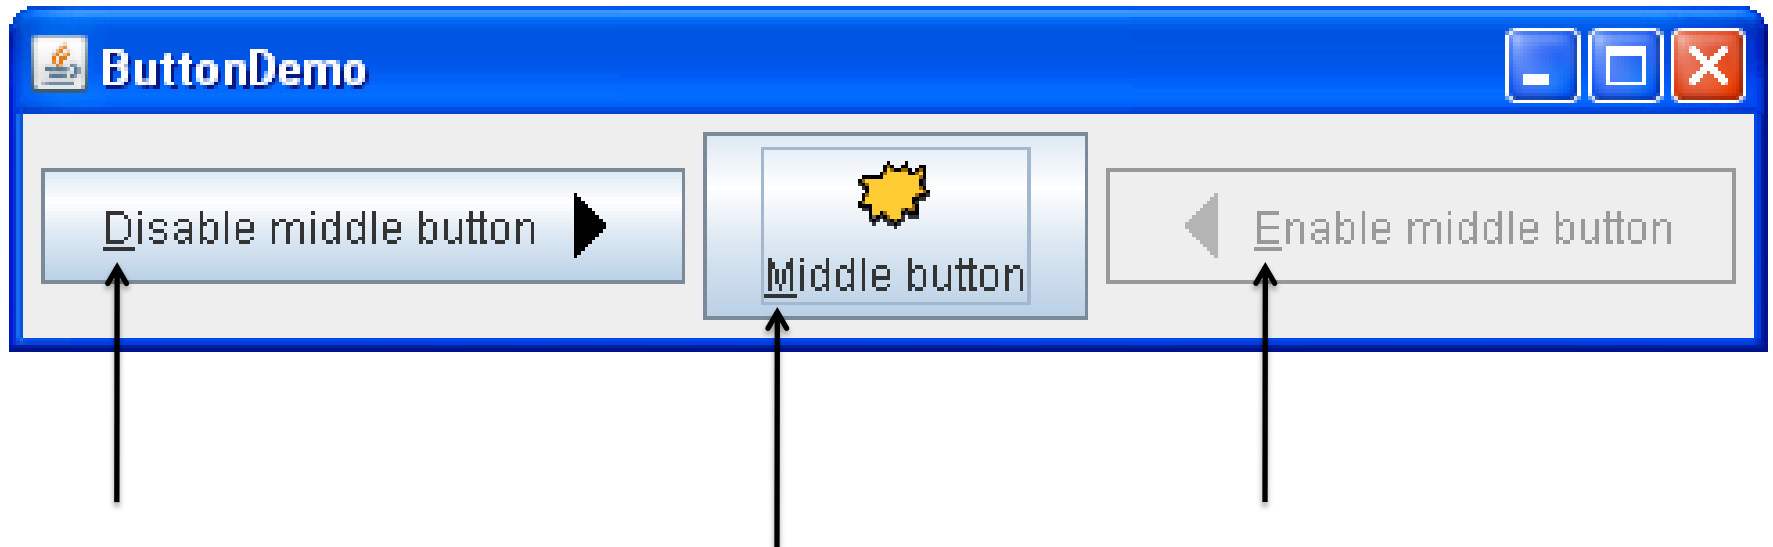 ButtonDemo
Disable middle button
Middle button
Enable middle button